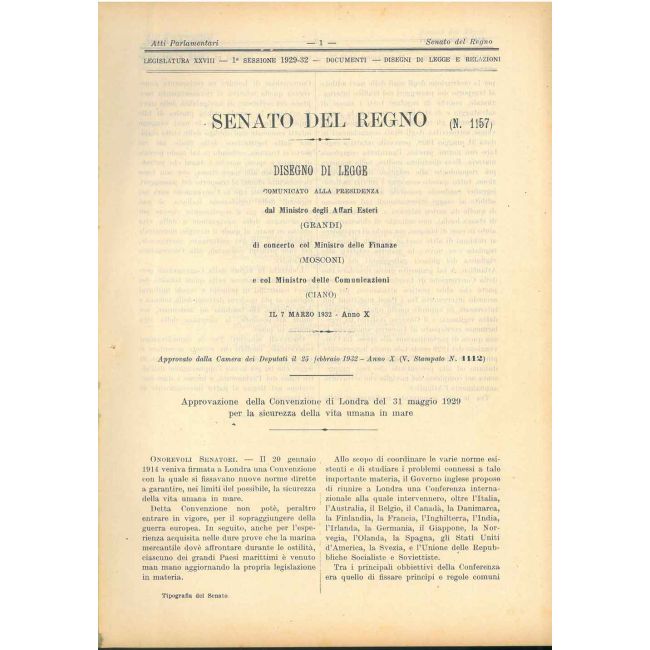 Atti Parlamentari — 1 — Senato del Regno
LEGISLATURA XXVIII — 1ª SESSIONE 1929-32 — DOCUMENTI — DISEGNI DI LEGGE E RELAZIONI
SENATO DEL REGNO (N. 1157)
DISEGNO DI LEGGE
COMUNICATO ALLA PRESIDENZA
dal Ministro degli Affari Esteri
(GRANDI)
di concerto col Ministro delle Finanze
(MOSCONI)
e col Ministro delle Comunicazioni
(CIANO)
IL 7 MARZO 1932 - Anno X
Approvato dalla Camera dei Deputati il 25 febbraio 1932 - Anno X (V. Stampato N. 1112)
Approvazione della Convenzione di Londra del 31 maggio 1929
per la sicurezza della vita umana in mare
ONOREVOLI SENATORI. — Il 20 gennaio
1914 veniva firmata a Londra una Convenzione
con la quale si fissavano nuove norme dirette
a garantire, nei limiti del possibile, la sicurezza
della vita umana in mare.
Detta Convenzione non potè, peraltro
entrare in vigore, per il sopraggiungere della
guerra europea. In seguito, anche per l'espe-
rienza acquisita nelle dure prove che la marina
mercantile dovè affrontare durante le ostilità,
ciascuno dei grandi Paesi marittimi è venuto
man mano aggiornando la propria legislazione
in materia.
Allo scopo di coordinare le varie norme esi-
stenti e di studiare i problemi connessi a tale
importante materia, il Governo inglese propose
di riunire a Londra una Conferenza interna-
zionale alla quale intervennero, oltre l'Italia,
l'Australia, il Belgio, il Canadà, la Danimarca,
la Finlandia, la Francia, l'Inghilterra, l'India,
l'Irlanda, la Germania, il Giappone, la Nor-
vegia, l'Olanda, la Spagna, gli Stati Uniti
d'America, la Svezia, e l'Unione delle Repub-
bliche Socialiste e Soviettiste.
Tra i principali obbiettivi della Conferenza
era quello di fissare principi e regole comuni
Tipografia del Senato